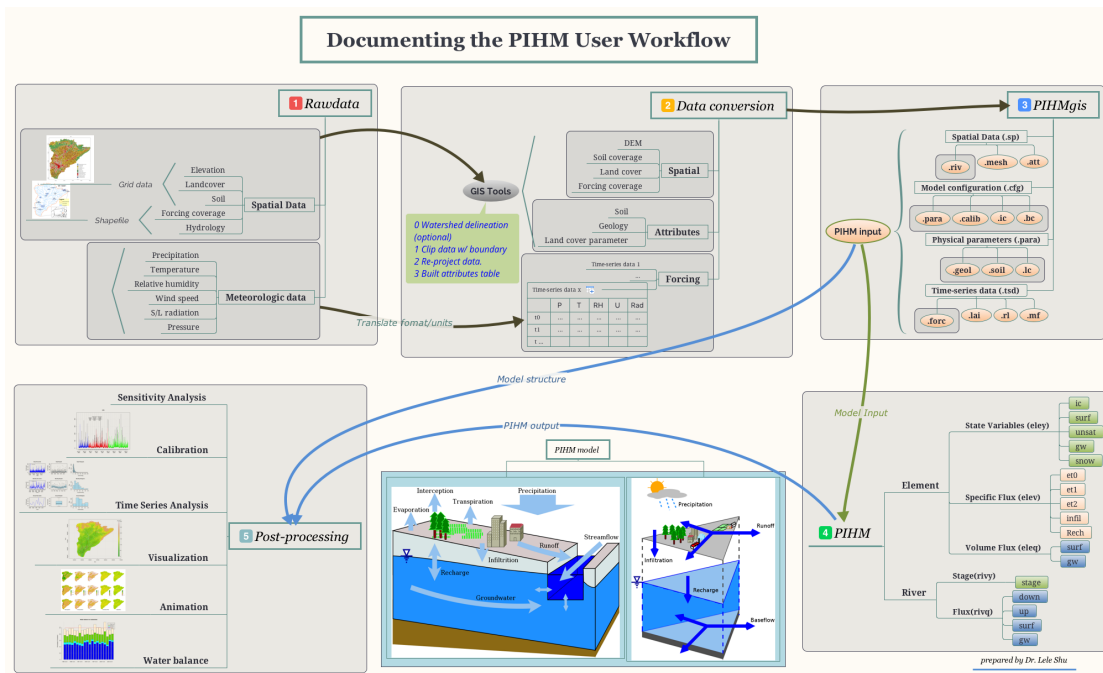 Documenting the PIHM User Workflow
1 Rawdata
Grid data
Shapefile
Elevation
Landcover
Soil
Forcing coverage
Hydrology
Spatial Data
Precipitation
Temperature
Relative humidity
Wind speed
S/L radiation
Pressure
Meteorologic data
Translate fomat/units
2 Data conversion
GIS Tools
0 Watershed delineation
(optional)
1 Clip data w/ boundary
2 Re-project data.
3 Built attributes table
DEM
Soil coverage
Land cover
Forcing coverage
Spatial
Soil
Geology
Land cover parameter
Attributes
Time-series data 1
...
Time-series data x
Forcing
P T RH U Rad
t0 ... ... ... ... ...
t1 ... ... ... ... ...
t ... ... ... ... ... ...
3 PIHMgis
PIHM input
Spatial Data (.sp)
.riv .mesh .att
Model configuration (.cfg)
.para .calib .ic .bc
Physical parameters (.para)
.geol .soil .lc
Time-series data (.tsd)
.forc .lai .rl .mf
Model structure
PIHM output
Model Input
4 PIHM
Element
State Variables (eley)
ic
surf
unsat
gw
snow
Specific Flux (elev)
et0
et1
et2
infil
Rech
Volume Flux (eleq)
surf
gw
River
Stage(rivy)
stage
Flux(rivq)
down
up
surf
gw
PIHM model
Interception
Precipitation
Transpiration
Evaporation
Runoff
Streamflow
Infiltrition
Recharge
Groundwater
Precipitation
Runoff
Infiltration
Recharge
Baseflow
5 Post-processing
Sensitivity Analysis
Calibration
Time Series Analysis
Visualization
Animation
Water balance
prepared by Dr. Lele Shu